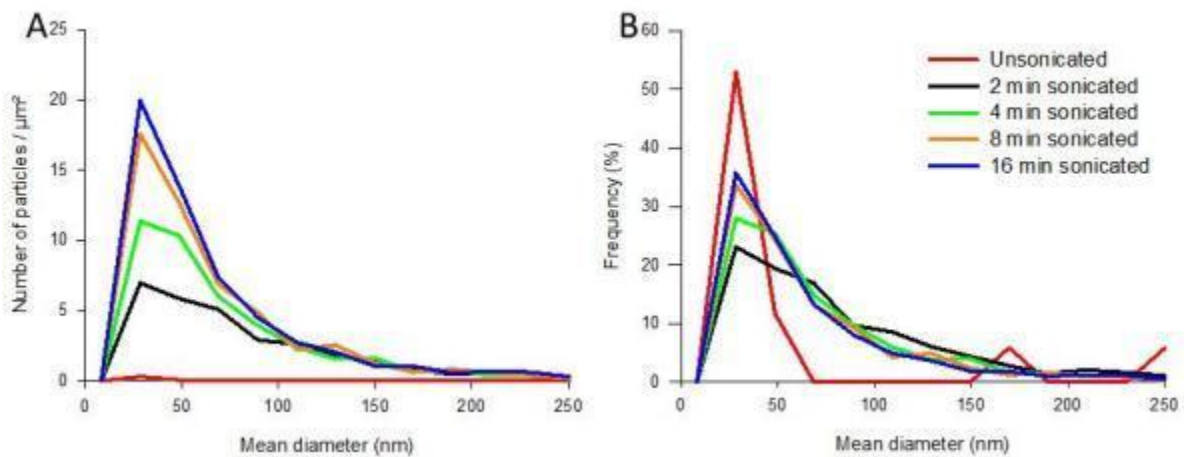 A
25
20
15
10
5
0
Number of particles / µm²
0 50 100 150 200 250
Mean diameter (nm)
B
60
50
40
30
20
10
0
Frequency (%)
0 50 100 150 200 250
Mean diameter (nm)
Unsonicated
2 min sonicated
4 min sonicated
8 min sonicated
16 min sonicated